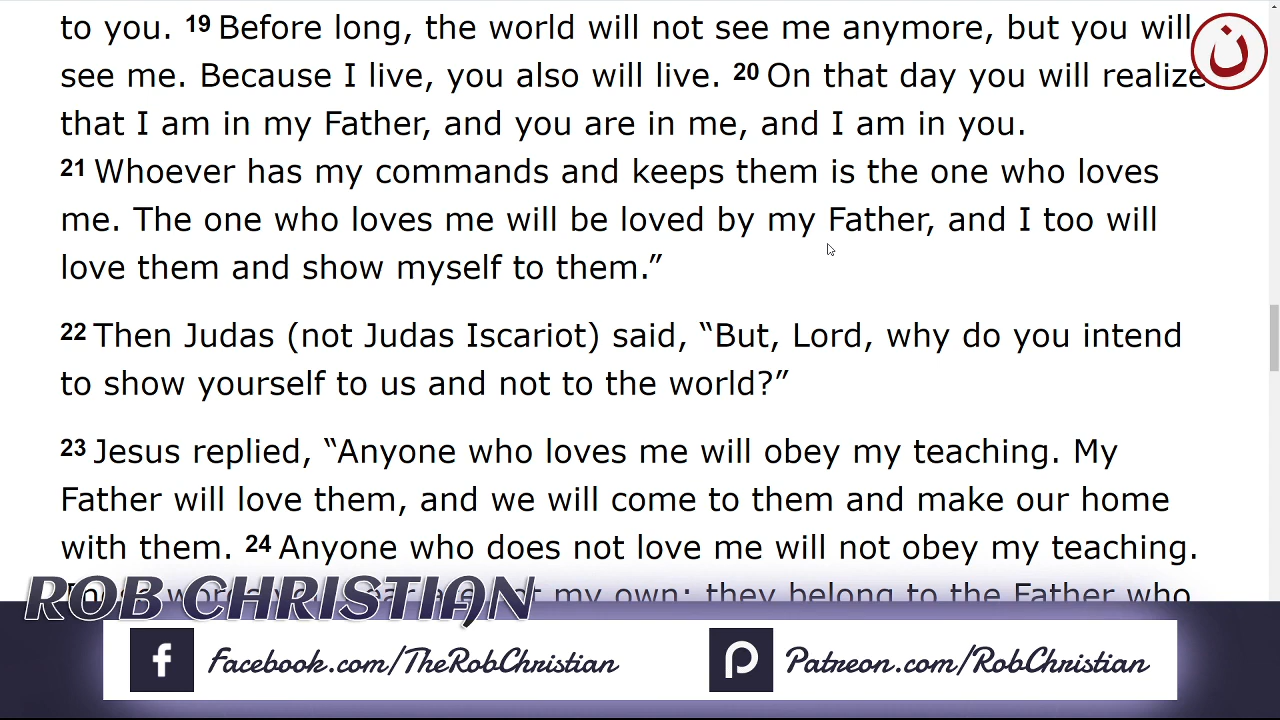 to you. 19 Before long, the world will not see me anymore, but you will
see me. Because I live, you also will live. 20 On that day you will realize
that I am in my Father, and you are in me, and I am in you.
21 Whoever has my commands and keeps them is the one who loves
me. The one who loves me will be loved by my Father, and I too will
love them and show myself to them.”
22 Then Judas (not Judas Iscariot) said, “But, Lord, why do you intend
to show yourself to us and not to the world?”
23 Jesus replied, “Anyone who loves me will obey my teaching. My
Father will love them, and we will come to them and make our home
with them. 24 Anyone who does not love me will not obey my teaching.
my own; they belong to the Father who
ROB CHRISTIAN
Facebook.com/TheRobChristian
Patreon.com/RobChristian
ن